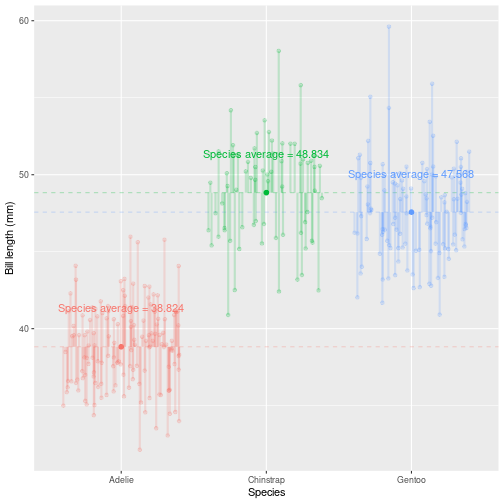 60
Species average = 48.834
Species average = 47.568
50
Species average = 38.824
40
Bill length (mm)
Adelie
Chinstrap
Gentoo
Species